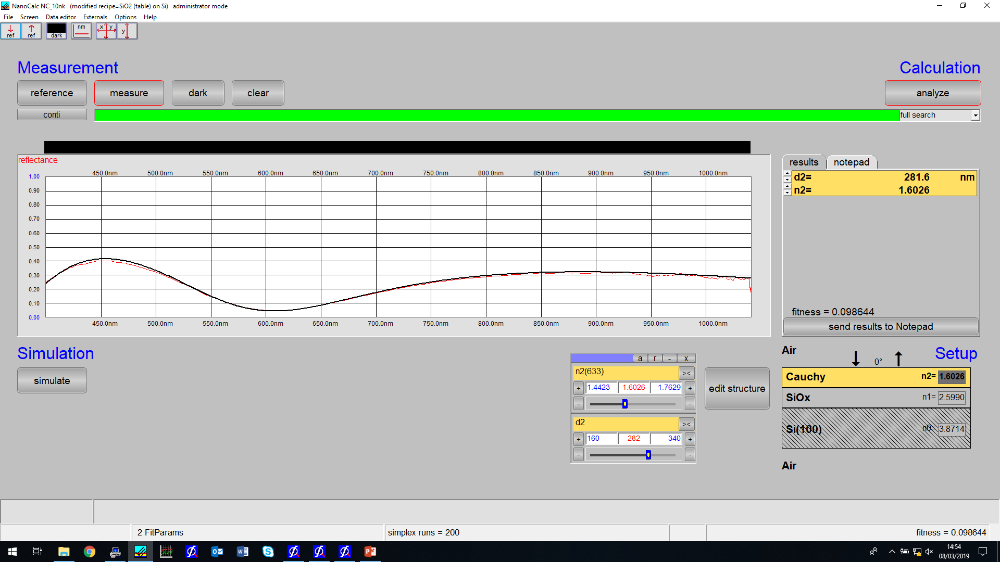 NanoCalc NC_10nk (modified recipe=SiO2 (table) on Si) administrator mode
File Screen Data editor Externals Options Help
ref ref dark nm x y y
Measurement
Calculation
reference measure dark clear
analyze
conti
full search
reflectance
450.0nm 500.0nm 550.0nm 600.0nm 650.0nm 700.0nm 750.0nm 800.0nm 850.0nm 900.0nm 950.0nm 1000.0nm
1.00
0.90
0.80
0.70
0.60
0.50
0.40
0.30
0.20
0.10
0.00
450.0nm 500.0nm 550.0nm 600.0nm 650.0nm 700.0nm 750.0nm 800.0nm 850.0nm 900.0nm 950.0nm 1000.0nm
results notepad
d2= 281.6 nm
n2= 1.6026
fitness = 0.098644
send results to Notepad
Simulation
simulate
a r - x
n2(633) ><
+ 1.4423 1.6026 1.7629 +
- -
d2 ><
+ 160 282 340 +
- -
edit structure
Air
0°
Setup
Cauchy n2= 1.6026
SiOx n1= 2.5990
Si(100) n0= 3.8714
Air
2 FitParams
simplex runs = 200
fitness = 0.098644
14:54
08/03/2019